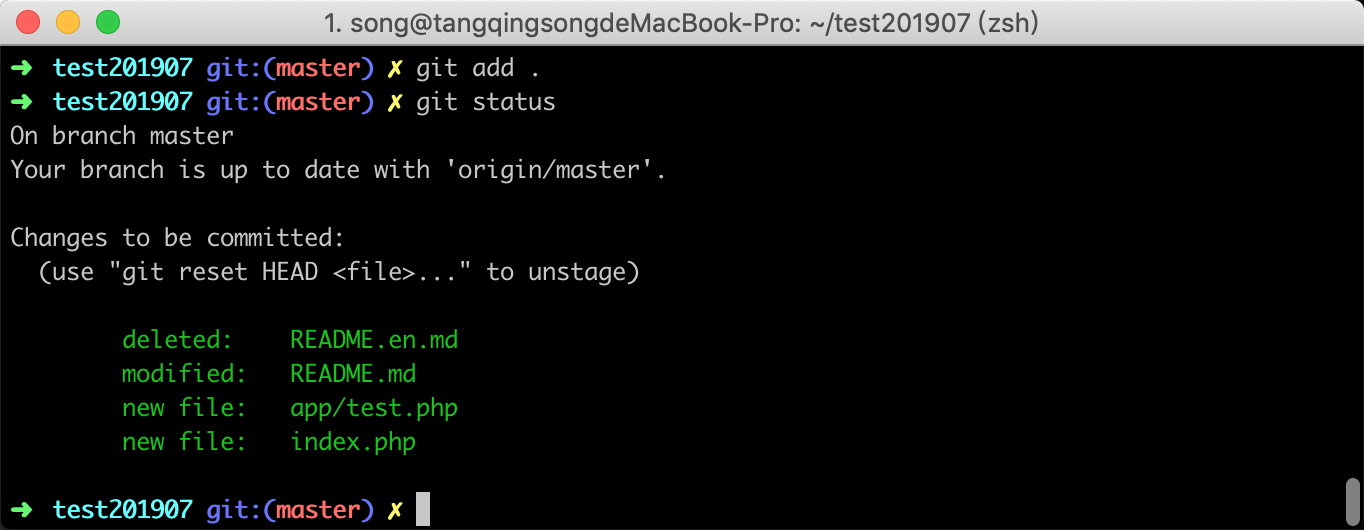 1. song@tangqingsongdeMacBook-Pro: ~/test201907 (zsh)
➜  test201907 git:(master) ✗ git add .
➜  test201907 git:(master) ✗ git status
On branch master
Your branch is up to date with 'origin/master'.
Changes to be committed:
  (use "git reset HEAD <file>..." to unstage)
        deleted:    README.en.md
        modified:   README.md
        new file:   app/test.php
        new file:   index.php
➜  test201907 git:(master) ✗